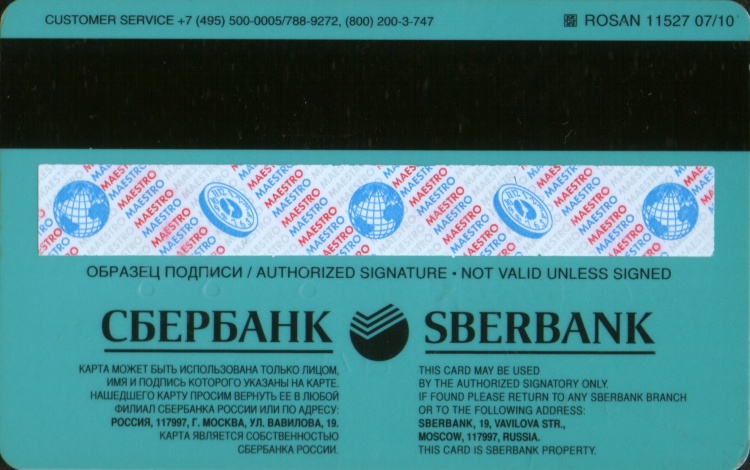 CUSTOMER SERVICE +7 (495) 500-0005/788-9272, (800) 200-3-747
ROSAN 11527 07/10
MAESTRO MAESTRO MAESTRO MAESTRO MAESTRO MAESTRO
ОБРАЗЕЦ ПОДПИСИ / AUTHORIZED SIGNATURE • NOT VALID UNLESS SIGNED
СБЕРБАНК
КАРТА МОЖЕТ БЫТЬ ИСПОЛЬЗОВАНА ТОЛЬКО ЛИЦОМ,
ИМЯ И ПОДПИСЬ КОТОРОГО УКАЗАНЫ НА КАРТЕ.
НАШЕДШЕГО КАРТУ ПРОСИМ ВЕРНУТЬ ЕЕ В ЛЮБОЙ
ФИЛИАЛ СБЕРБАНКА РОССИИ ИЛИ ПО АДРЕСУ:
РОССИЯ, 117997, Г. МОСКВА, УЛ. ВАВИЛОВА, 19.
КАРТА ЯВЛЯЕТСЯ СОБСТВЕННОСТЬЮ
СБЕРБАНКА РОССИИ.
SBERBANK
THIS CARD MAY BE USED
BY THE AUTHORIZED SIGNATORY ONLY.
IF FOUND PLEASE RETURN TO ANY SBERBANK BRANCH
OR TO THE FOLLOWING ADDRESS:
SBERBANK, 19, VAVILOVA STR.,
MOSCOW, 117997, RUSSIA.
THIS CARD IS SBERBANK PROPERTY.